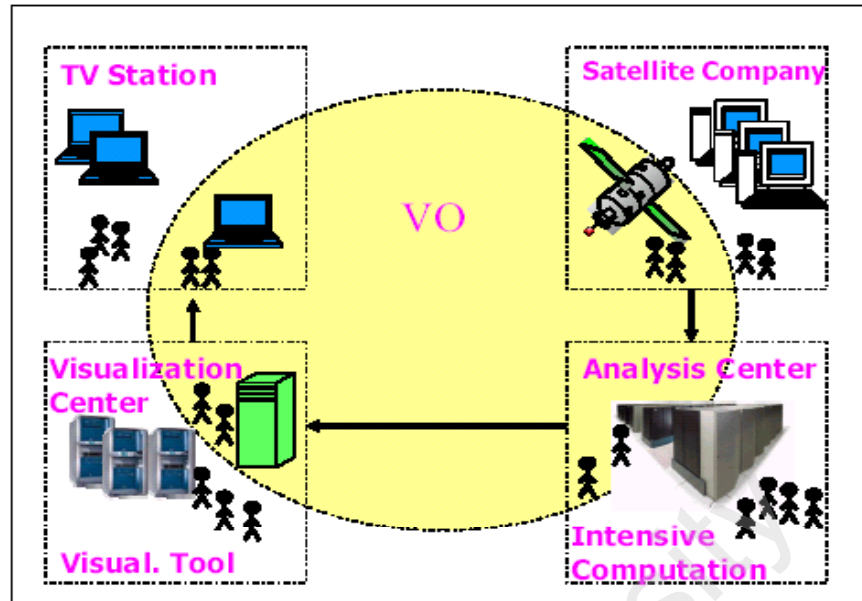 TV Station
Satellite Company
VO
Visualization
Center
Analysis Center
Visual. Tool
Intensive
Computation